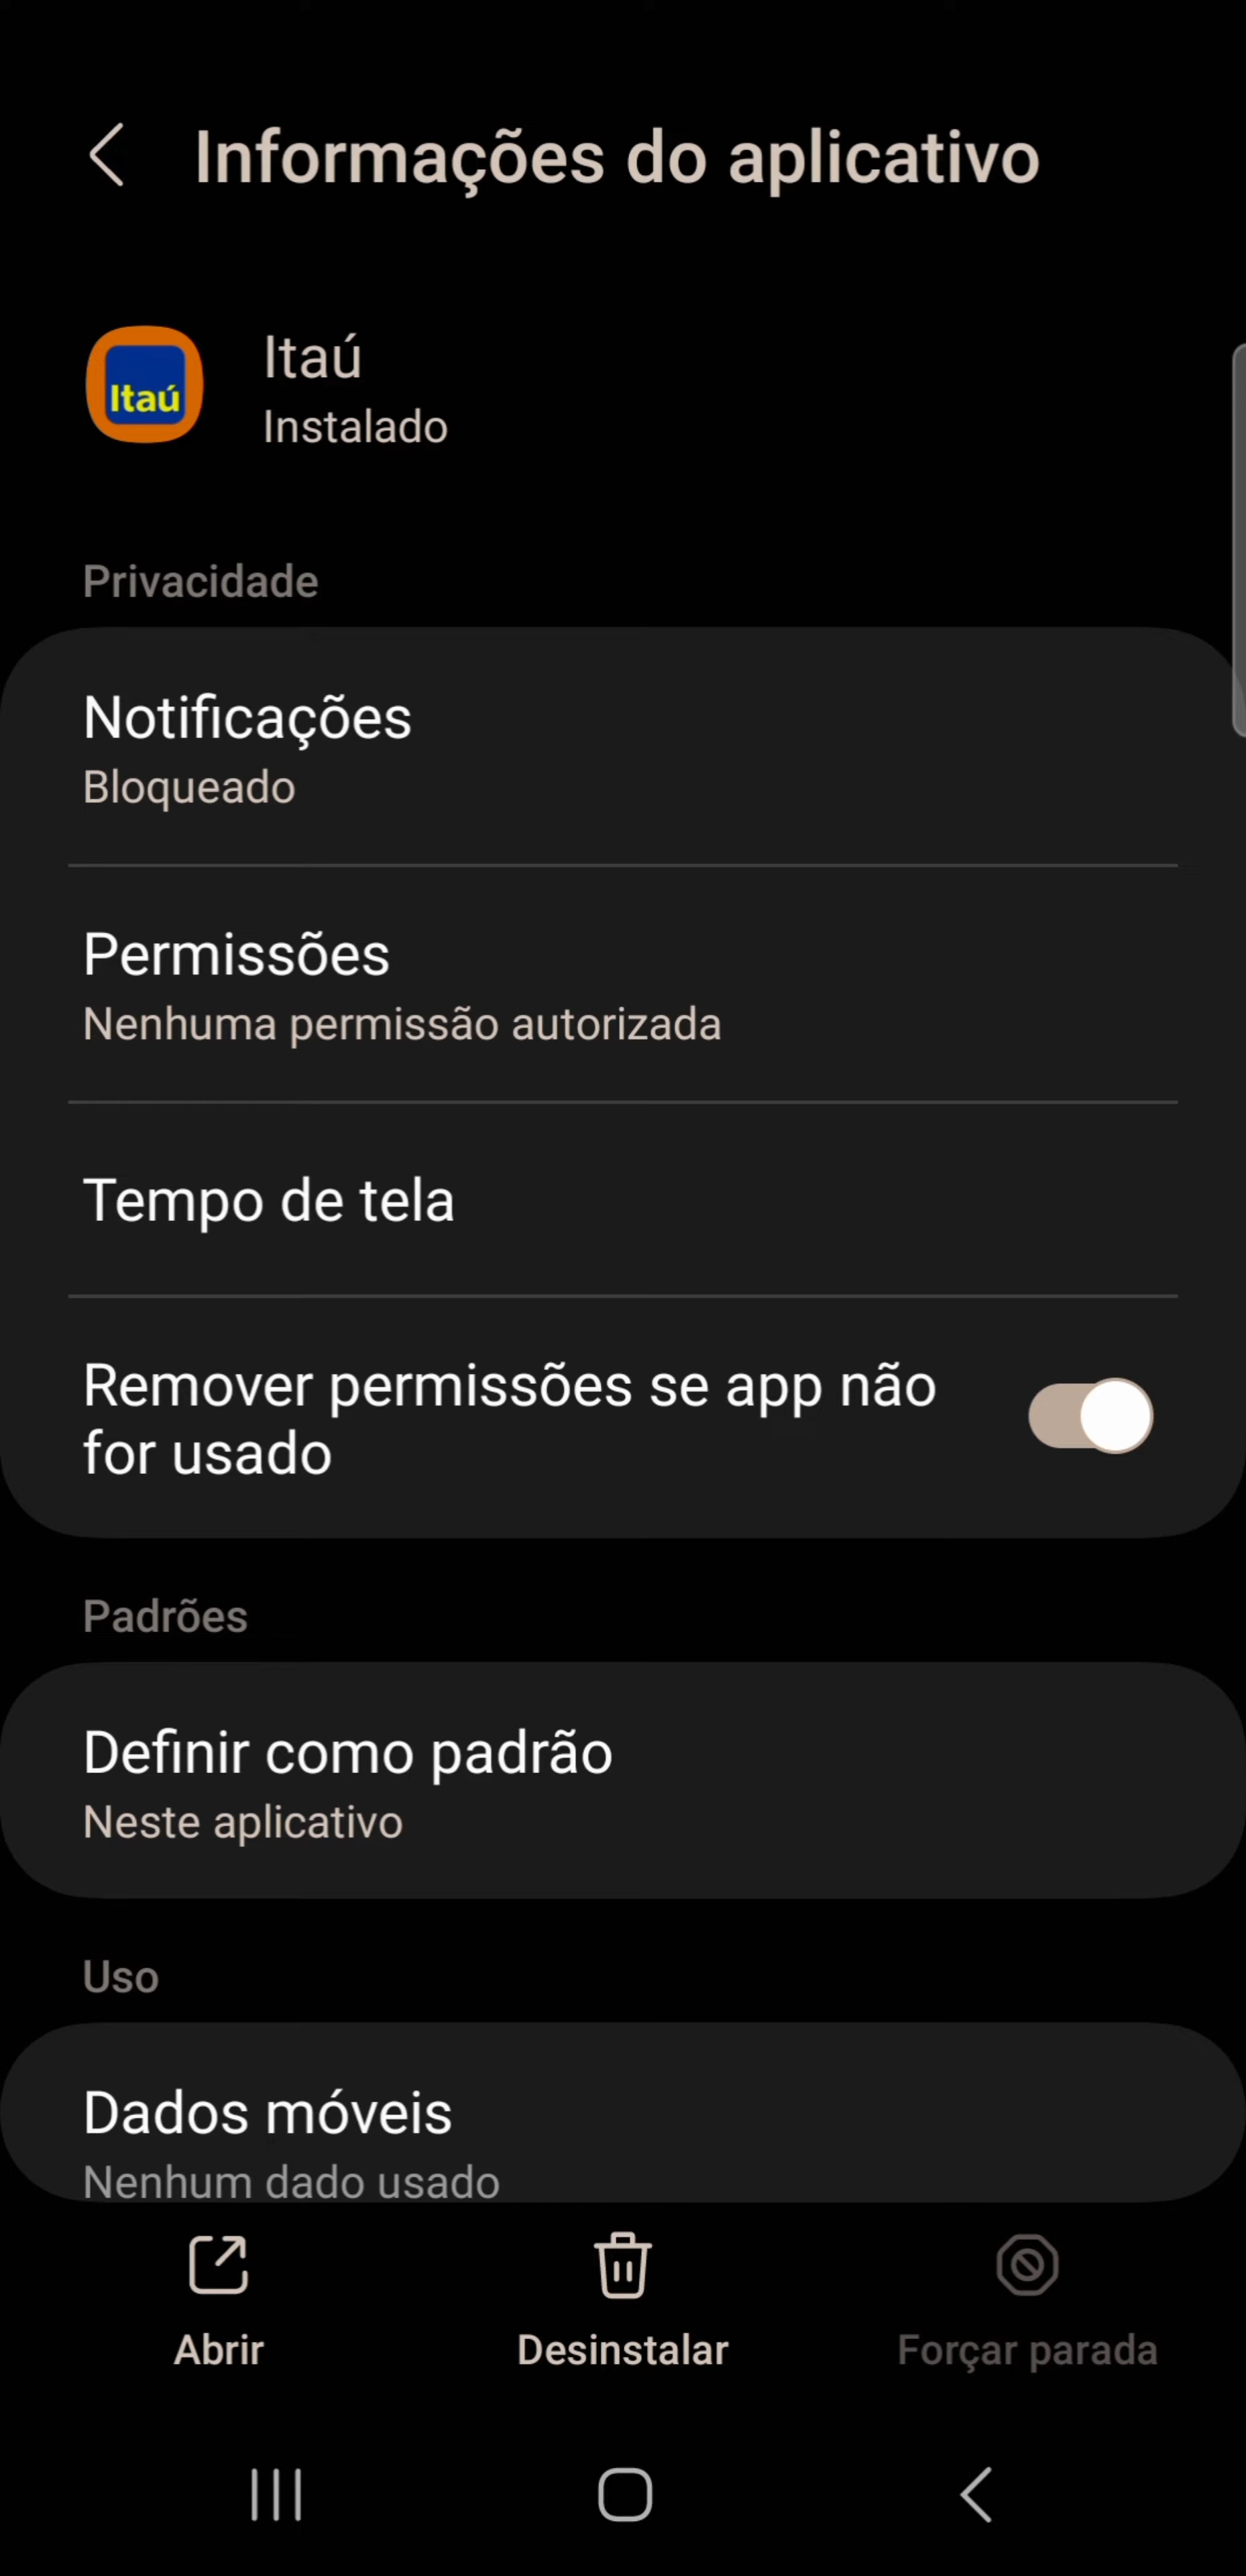 Informações do aplicativo
Itaú
Itaú
Instalado
Privacidade
Notificações
Bloqueado
Permissões
Nenhuma permissão autorizada
Tempo de tela
Remover permissões se app não
for usado
Padrões
Definir como padrão
Neste aplicativo
Uso
Dados móveis
Nenhum dado usado
Abrir
Desinstalar
Forçar parada